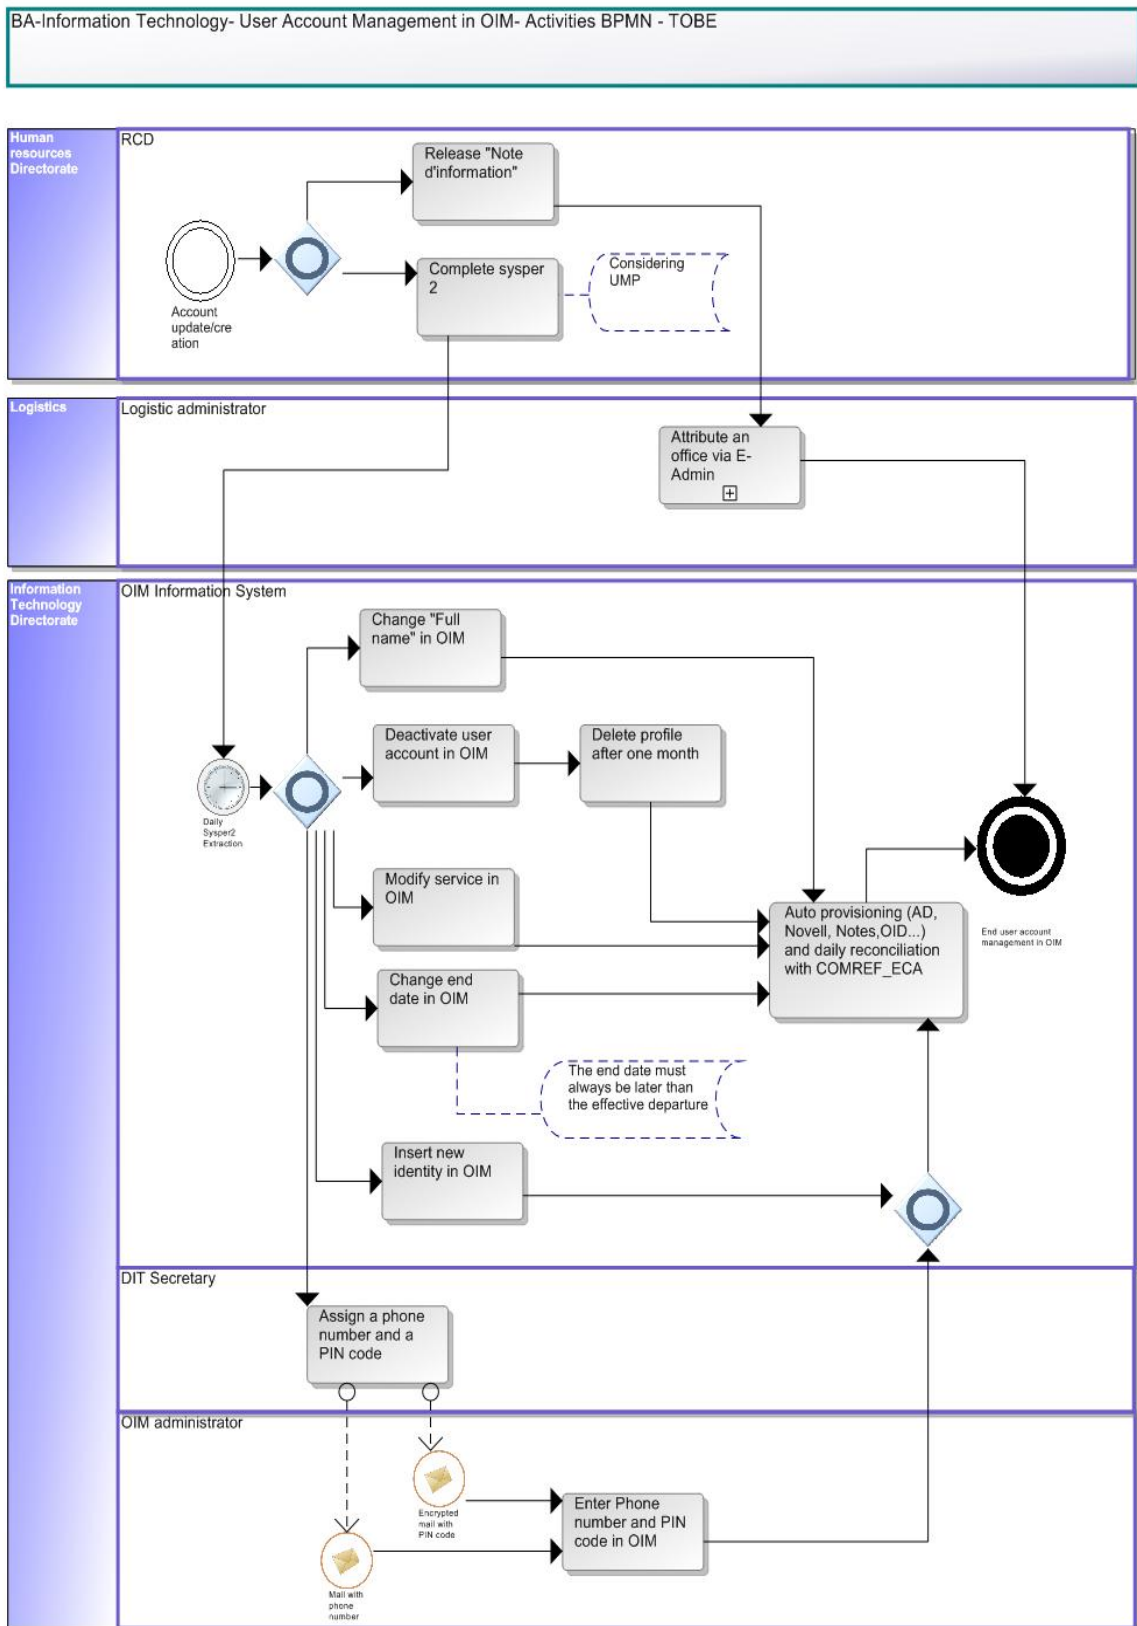 BA-Information Technology- User Account Management in OIM- Activities BPMN - TOBE
Human
resources
Directorate
RCD
Release "Note
d'information"
Complete sysper
2
Considering
UMP
Account
update/cre
ation
Logistics
Logistic administrator
Attribute an
office via E-
Admin
Information
Technology
Directorate
OIM Information System
Change "Full
name" in OIM
Deactivate user
account in OIM
Delete profile
after one month
Daily
Sysper2
Extraction
Modify service in
OIM
Auto provisioning (AD,
Novell, Notes,OID...)
and daily reconciliation
with COMREF_ECA
End user account
management in OIM
Change end
date in OIM
The end date must
always be later than
the effective departure
Insert new
identity in OIM
DIT Secretary
Assign a phone
number and a
PIN code
OIM administrator
Encrypted
mail with
PIN code
Enter Phone
number and PIN
code in OIM
Mail with
phone
number